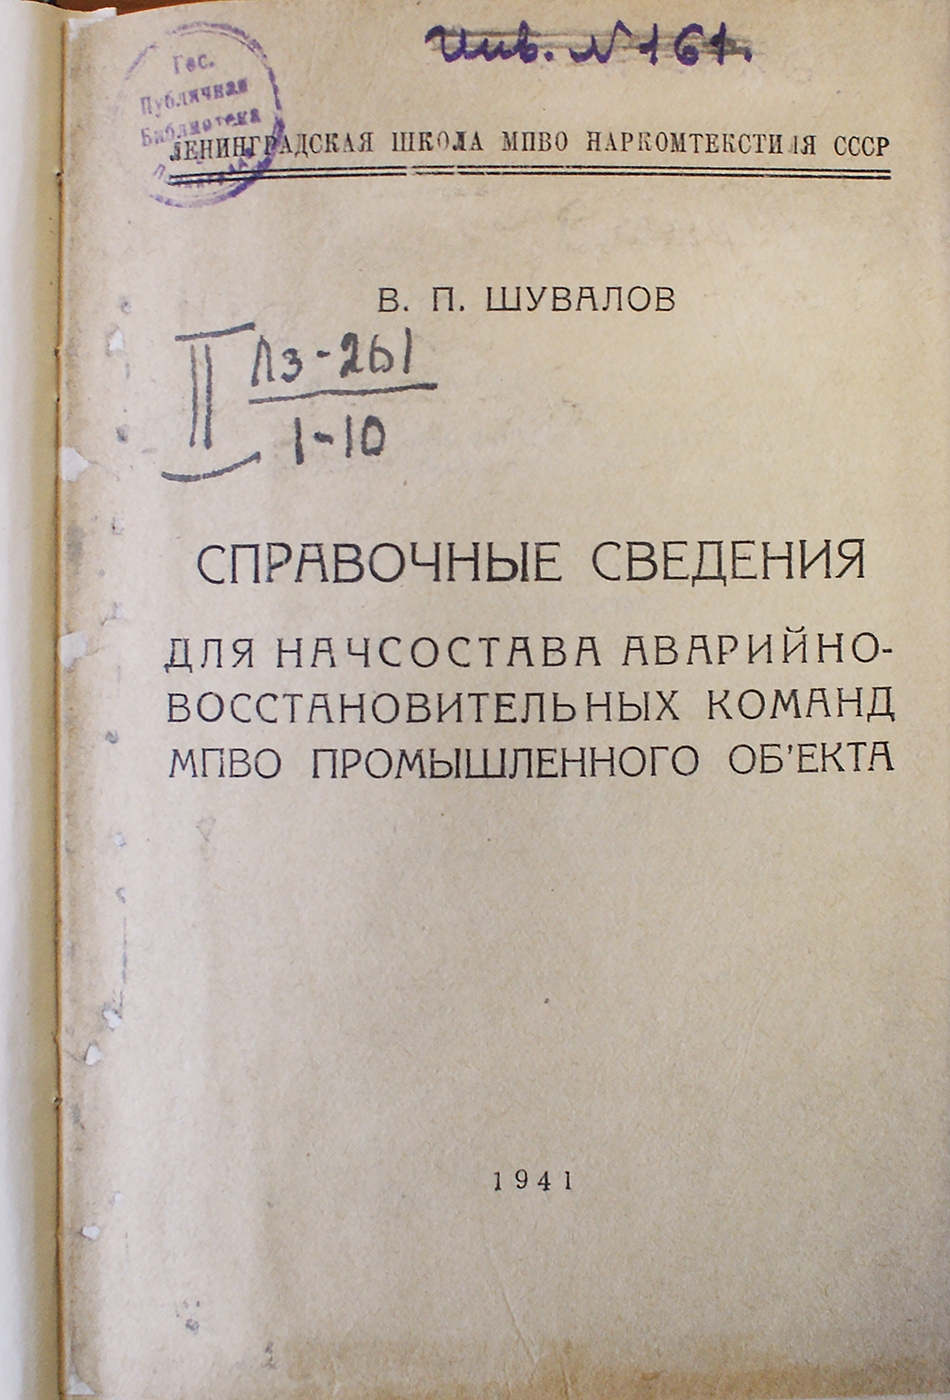 Инв. N 161.
Гос.
Публичная
Библиотека
ЛЕНИНГРАДСКАЯ ШКОЛА МПВО НАРКОМТЕКСТИЛЯ СССР
В. П. ШУВАЛОВ
II Лз-261
1-10
СПРАВОЧНЫЕ СВЕДЕНИЯ
ДЛЯ НАЧСОСТАВА АВАРИЙНО-
ВОССТАНОВИТЕЛЬНЫХ КОМАНД
МПВО ПРОМЫШЛЕННОГО ОБ'ЕКТА
1941